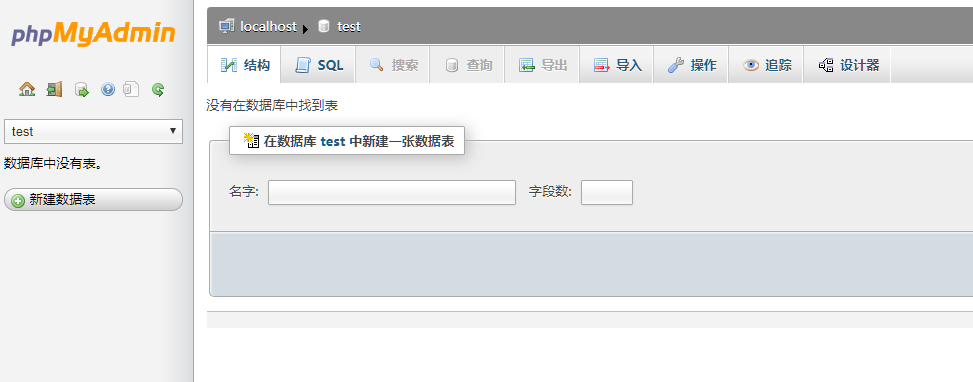 phpMyAdmin
test
数据库中没有表。
新建数据表
localhost
test
结构
SQL
搜索
查询
导出
导入
操作
追踪
设计器
没有在数据库中找到表
在数据库 test 中新建一张数据表
名字:
字段数: